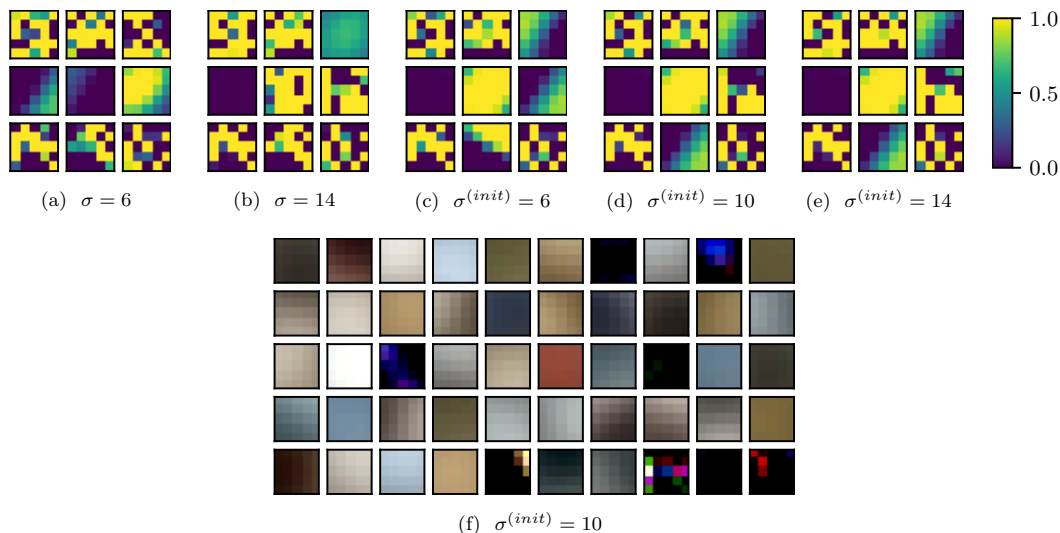 1.0
0.5
0.0
(a) σ = 6
(b) σ = 14
(c) σ^(init) = 6
(d) σ^(init) = 10
(e) σ^(init) = 14
(f) σ^(init) = 10